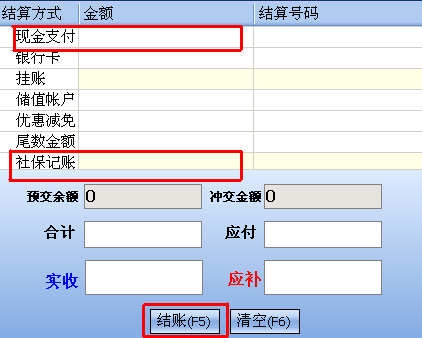 结算方式 金额 结算号码
现金支付
银行卡
挂账
储值帐户
优惠减免
尾数金额
社保记账
预交余额 0 冲交金额 0
合计 应付
实收 应补
结账(F5) 清空(F6)